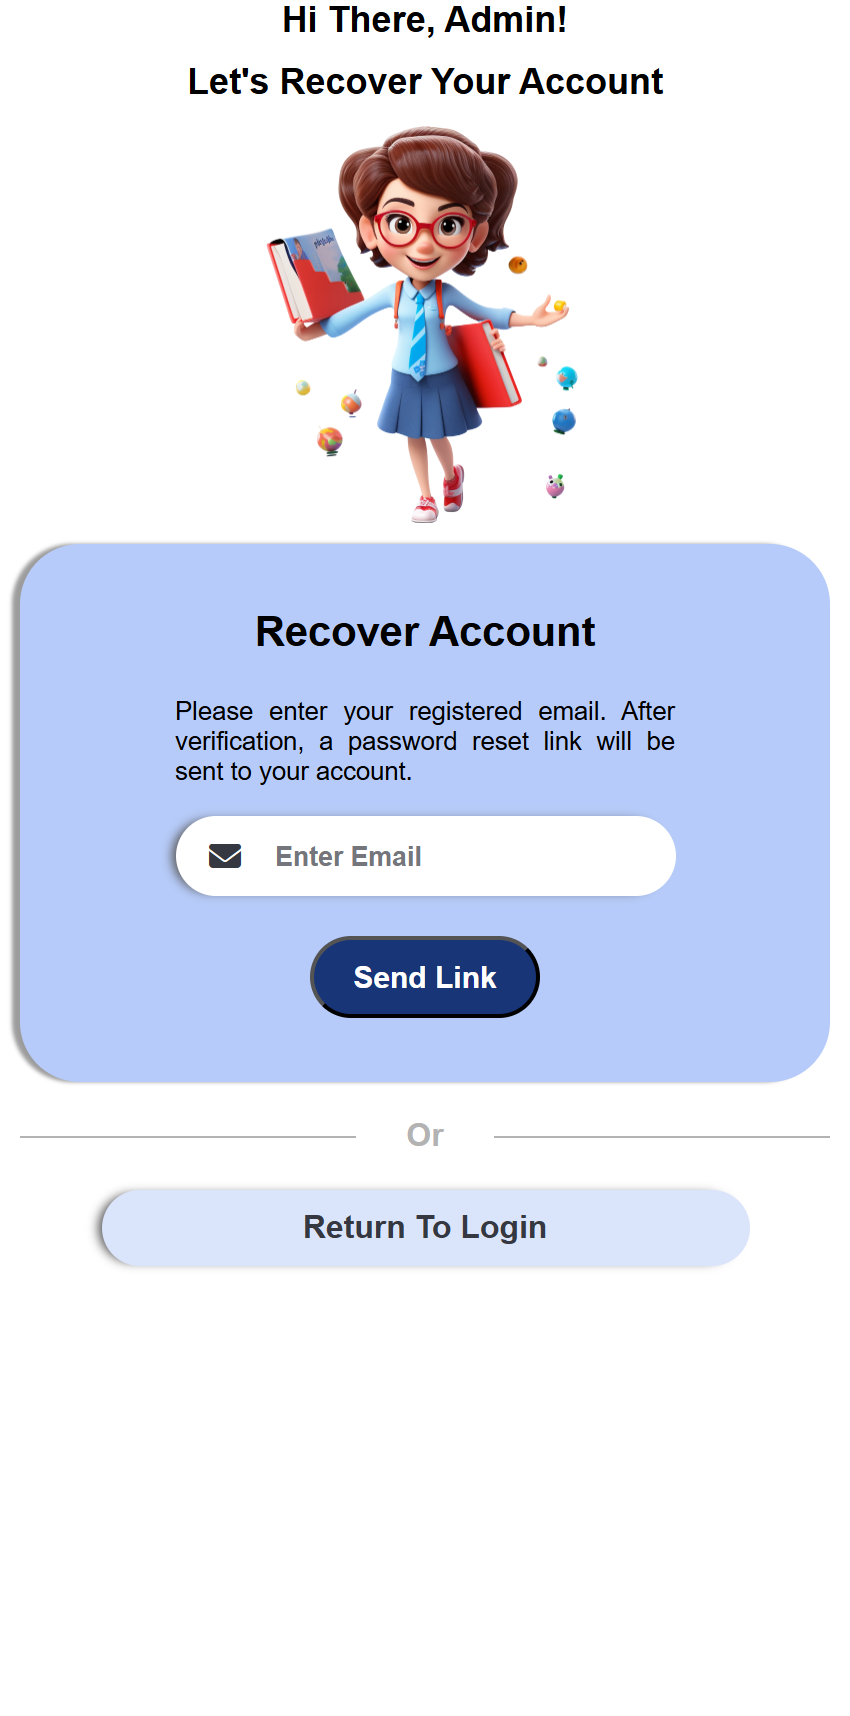 Hi There, Admin!
Let's Recover Your Account
Recover Account
Please enter your registered email. After
verification, a password reset link will be
sent to your account.
Enter Email
Send Link
Or
Return To Login